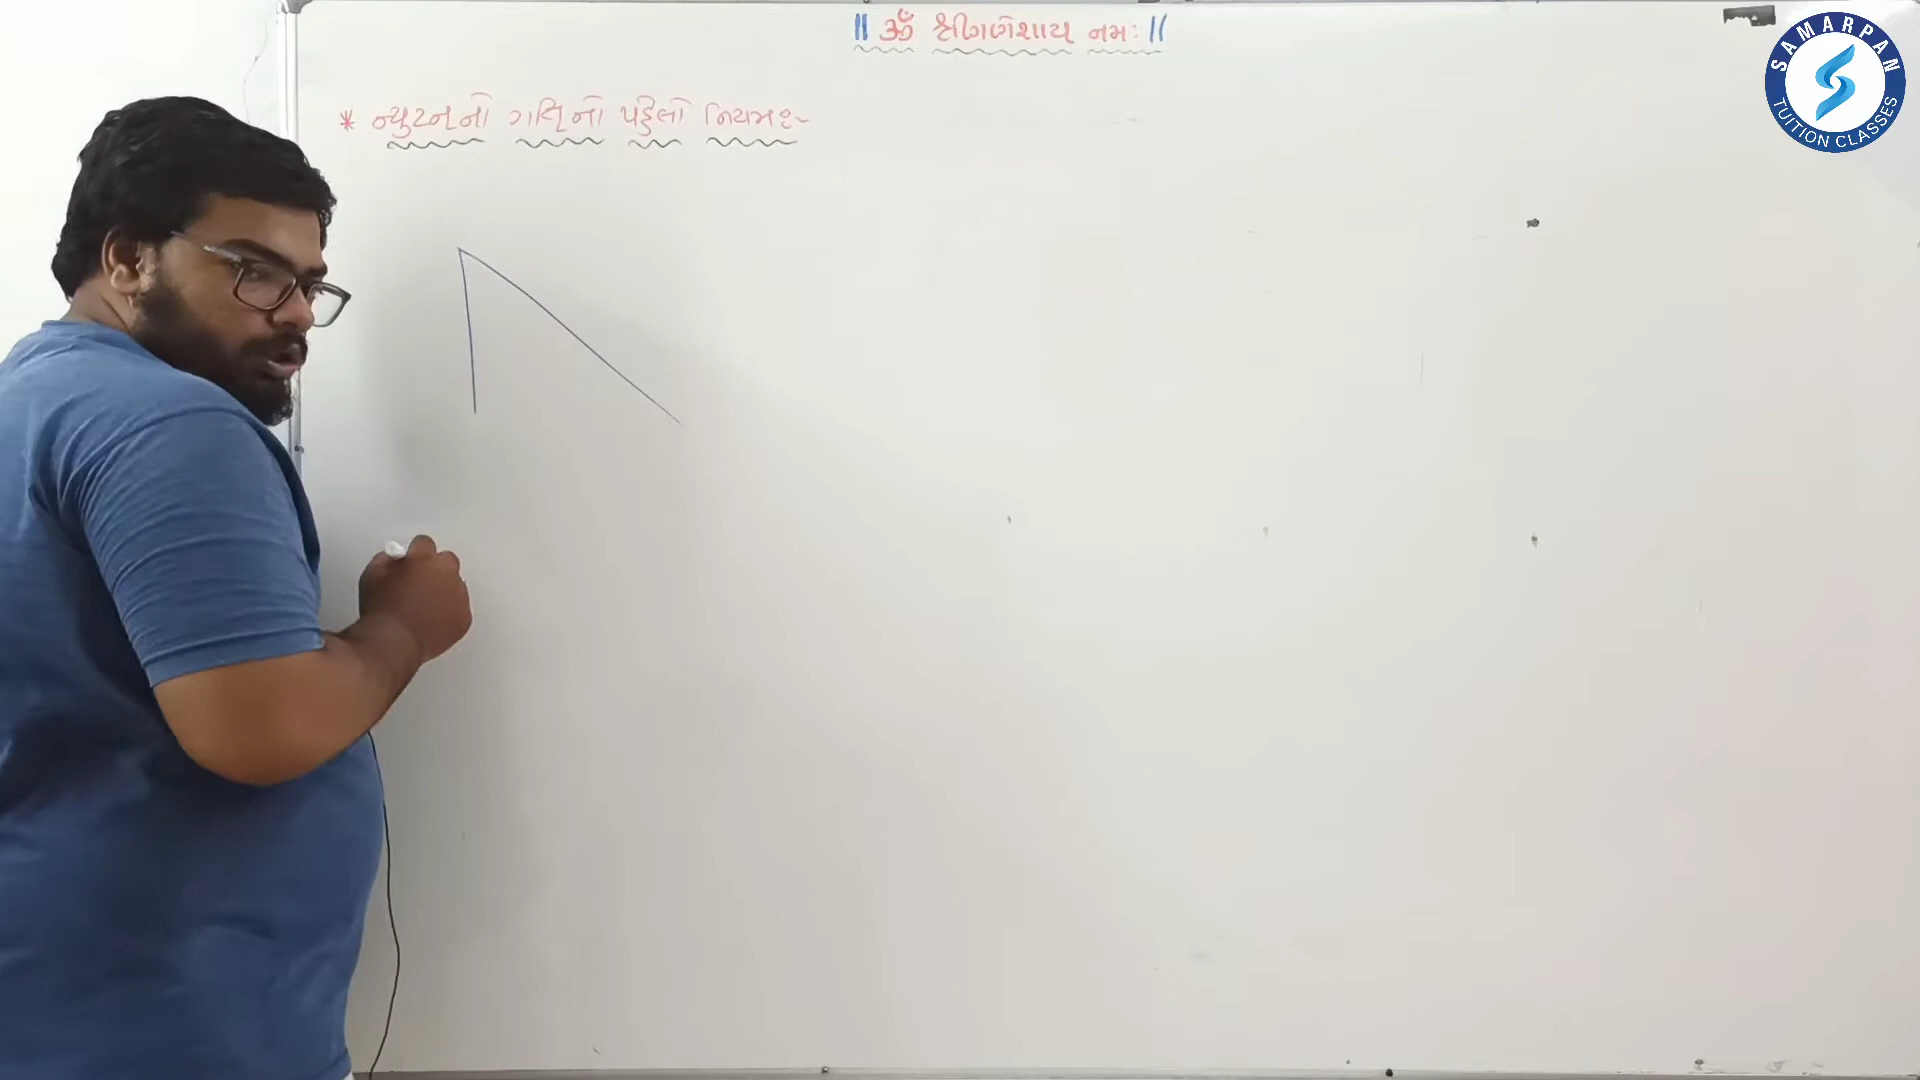 || ૐ શ્રી ગણેશાય નમઃ ||
* ન્યુટનનો ગતિનો પહેલો નિયમ :-
SAMARPAN
S
TUITION CLASSES